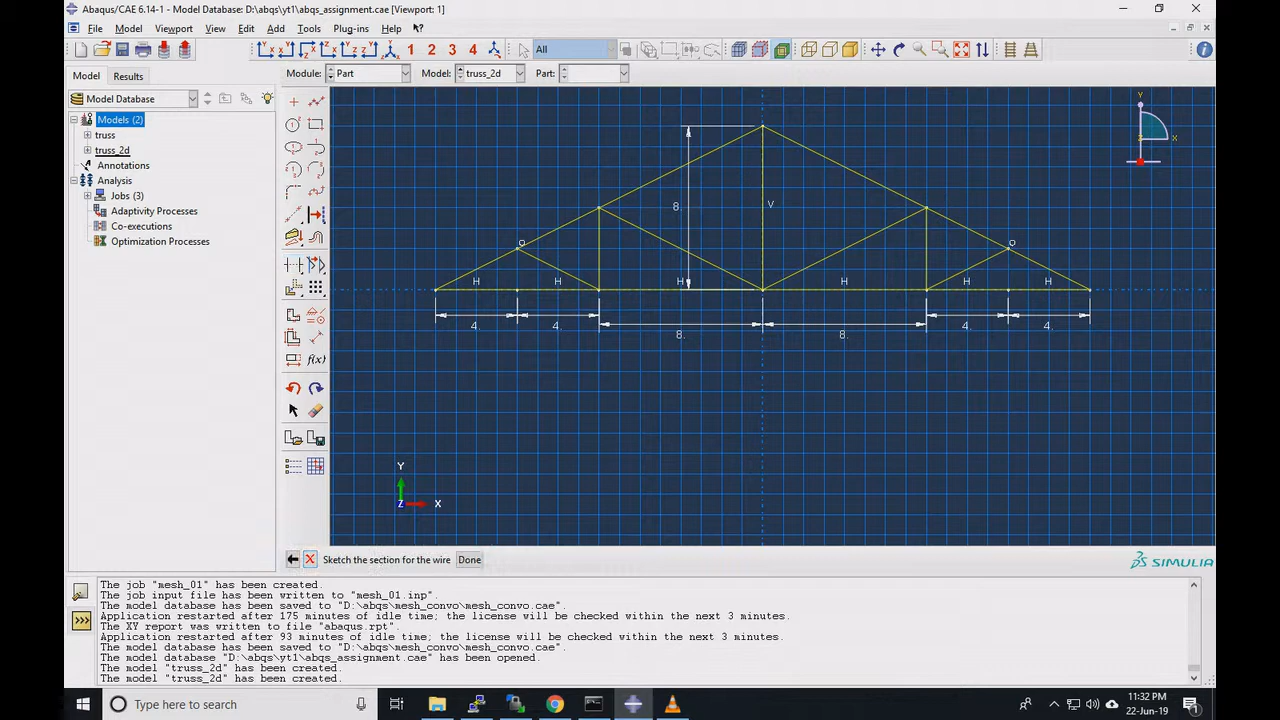 Abaqus/CAE 6.14-1 - Model Database: D:\abqs\yt1\abqs_assignment.cae [Viewport: 1]
File Model Viewport View Edit Add Tools Plug-ins Help
1 2 3 4 All
Model Results Module: Part Model: truss_2d Part:
Model Database
Models (2)
truss
truss_2d
Annotations
Analysis
Jobs (3)
Adaptivity Processes
Co-executions
Optimization Processes
f(x)
Y
X
8.
V
H H H H H H
4. 4. 8. 8. 4. 4.
Y
Z X
Sketch the section for the wire Done
SIMULIA
The job "mesh_01" has been created.
The job input file has been written to "mesh_01.inp".
The model database has been saved to "D:\abqs\mesh_convo\mesh_convo.cae".
Application restarted after 175 minutes of idle time; the license will be checked within the next 3 minutes.
The XY report was written to file "abaqus.rpt".
Application restarted after 93 minutes of idle time; the license will be checked within the next 3 minutes.
The model database has been saved to "D:\abqs\mesh_convo\mesh_convo.cae".
The model database "D:\abqs\yt1\abqs_assignment.cae" has been opened.
The model "truss_2d" has been created.
The model "truss_2d" has been created.
>>>
Type here to search
11:32 PM
22-Jun-19